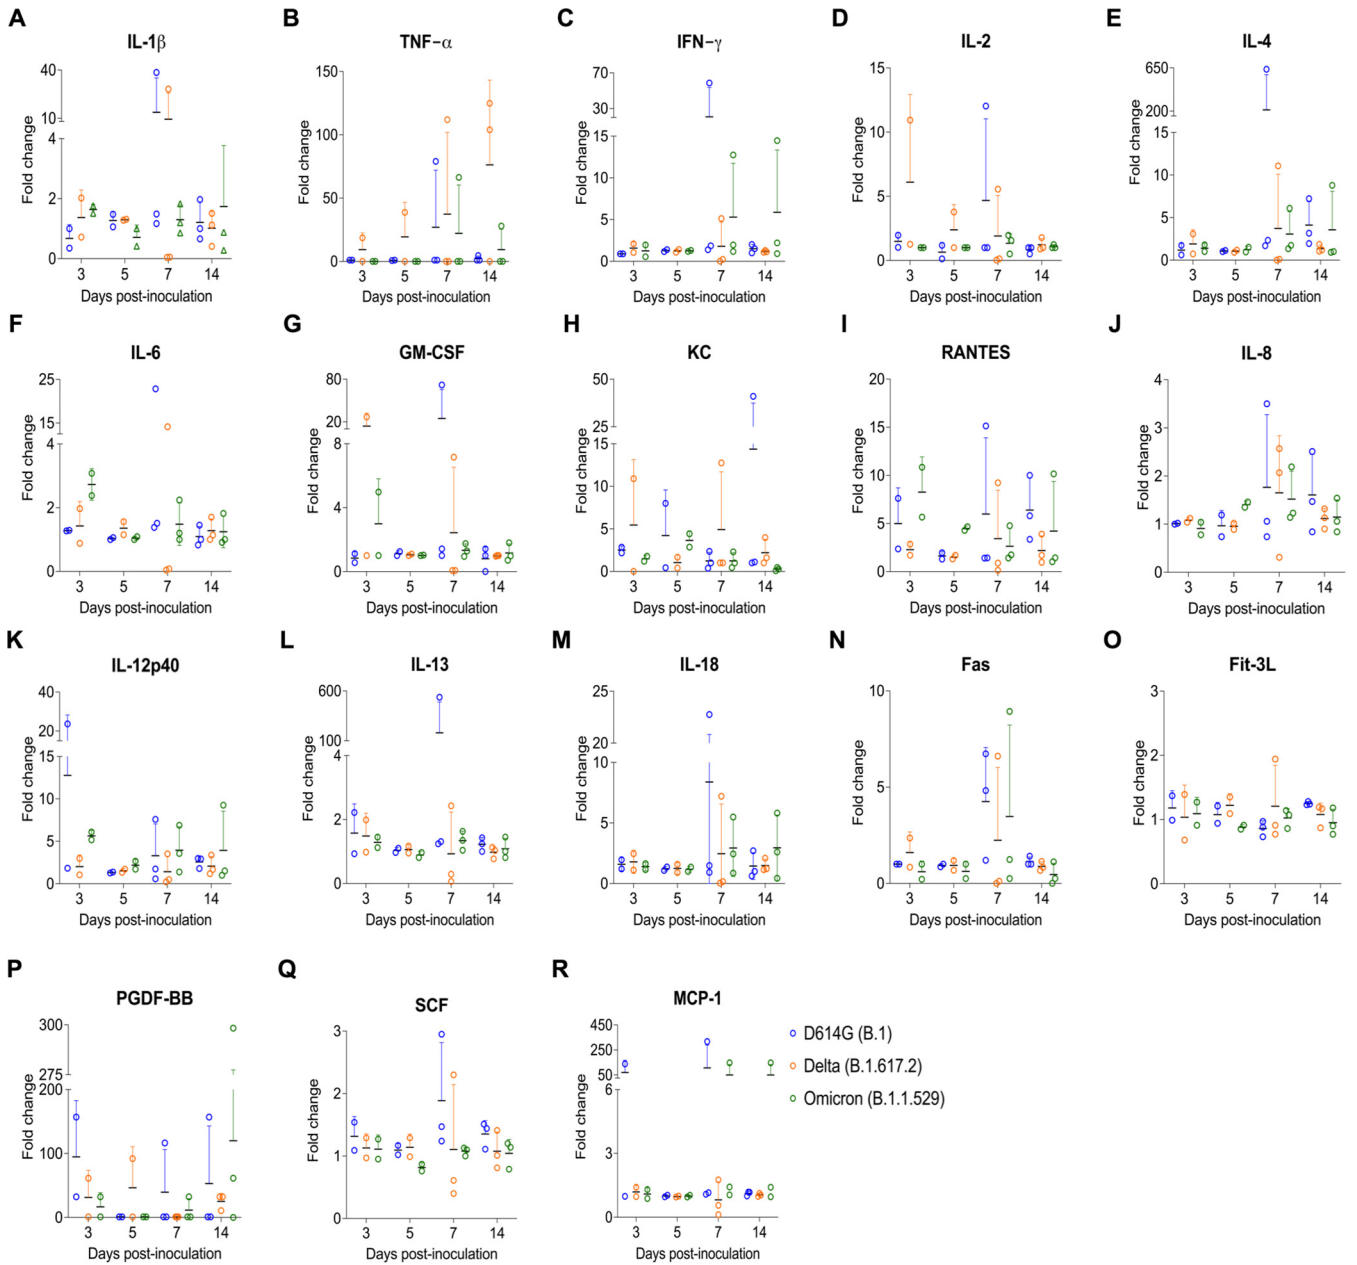 A
IL-1β
Fold change
40
10
4
2
0
3 5 7 14
Days post-inoculation
B
TNF−α
Fold change
150
100
50
0
3 5 7 14
Days post-inoculation
C
IFN−γ
Fold change
70
30
15
10
5
0
3 5 7 14
Days post-inoculation
D
IL-2
Fold change
15
10
5
0
3 5 7 14
Days post-inoculation
E
IL-4
Fold change
650
200
15
10
5
0
3 5 7 14
Days post-inoculation
F
IL-6
Fold change
25
15
4
2
0
3 5 7 14
Days post-inoculation
G
GM-CSF
Fold change
80
20
8
4
0
3 5 7 14
Days post-inoculation
H
KC
Fold change
50
25
15
10
5
0
3 5 7 14
Days post-inoculation
I
RANTES
Fold change
20
15
10
5
0
3 5 7 14
Days post-inoculation
J
IL-8
Fold change
4
3
2
1
0
3 5 7 14
Days post-inoculation
K
IL-12p40
Fold change
40
20
15
10
5
0
3 5 7 14
Days post-inoculation
L
IL-13
Fold change
600
100
4
2
0
3 5 7 14
Days post-inoculation
M
IL-18
Fold change
25
20
10
5
0
3 5 7 14
Days post-inoculation
N
Fas
Fold change
10
5
0
3 5 7 14
Days post-inoculation
O
Fit-3L
Fold change
3
2
1
0
3 5 7 14
Days post-inoculation
P
PGDF-BB
Fold change
300
275
200
100
0
3 5 7 14
Days post-inoculation
Q
SCF
Fold change
3
2
1
0
3 5 7 14
Days post-inoculation
R
MCP-1
Fold change
450
250
50
6
3
0
3 5 7 14
Days post-inoculation
D614G (B.1)
Delta (B.1.617.2)
Omicron (B.1.1.529)